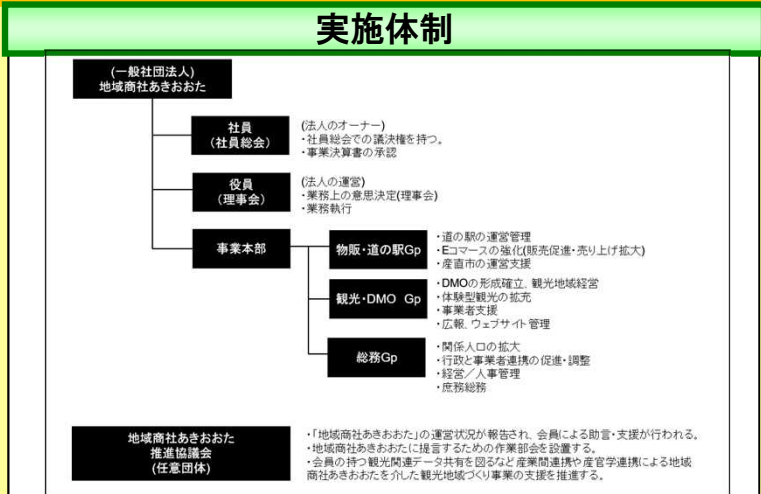 実施体制
(一般社団法人)
地域商社あきおおた
社員
(社員総会)
(法人のオーナー)
・社員総会での議決権を持つ。
・事業決算書の承認
役員
(理事会)
(法人の運営)
・業務上の意思決定(理事会)
・業務執行
事業本部
物販・道の駅Gp
・道の駅の運営管理
・Eコマースの強化(販売促進・売り上げ拡大)
・産直市の運営支援
観光・DMO Gp
・DMOの形成確立、観光地域経営
・体験型観光の拡充
・事業者支援
・広報、ウェブサイト管理
総務Gp
・関係人口の拡大
・行政と事業者連携の促進・調整
・経営／人事管理
・庶務総務
地域商社あきおおた
推進協議会
(任意団体)
・「地域商社あきおおた」の運営状況が報告され、会員による助言・支援が行われる。
・地域商社あきおおたに提言するための作業部会を設置する。
・会員の持つ観光関連データ共有を図るなど産業間連携や産官学連携による地域
商社あきおおたを介した観光地域づくり事業の支援を推進する。